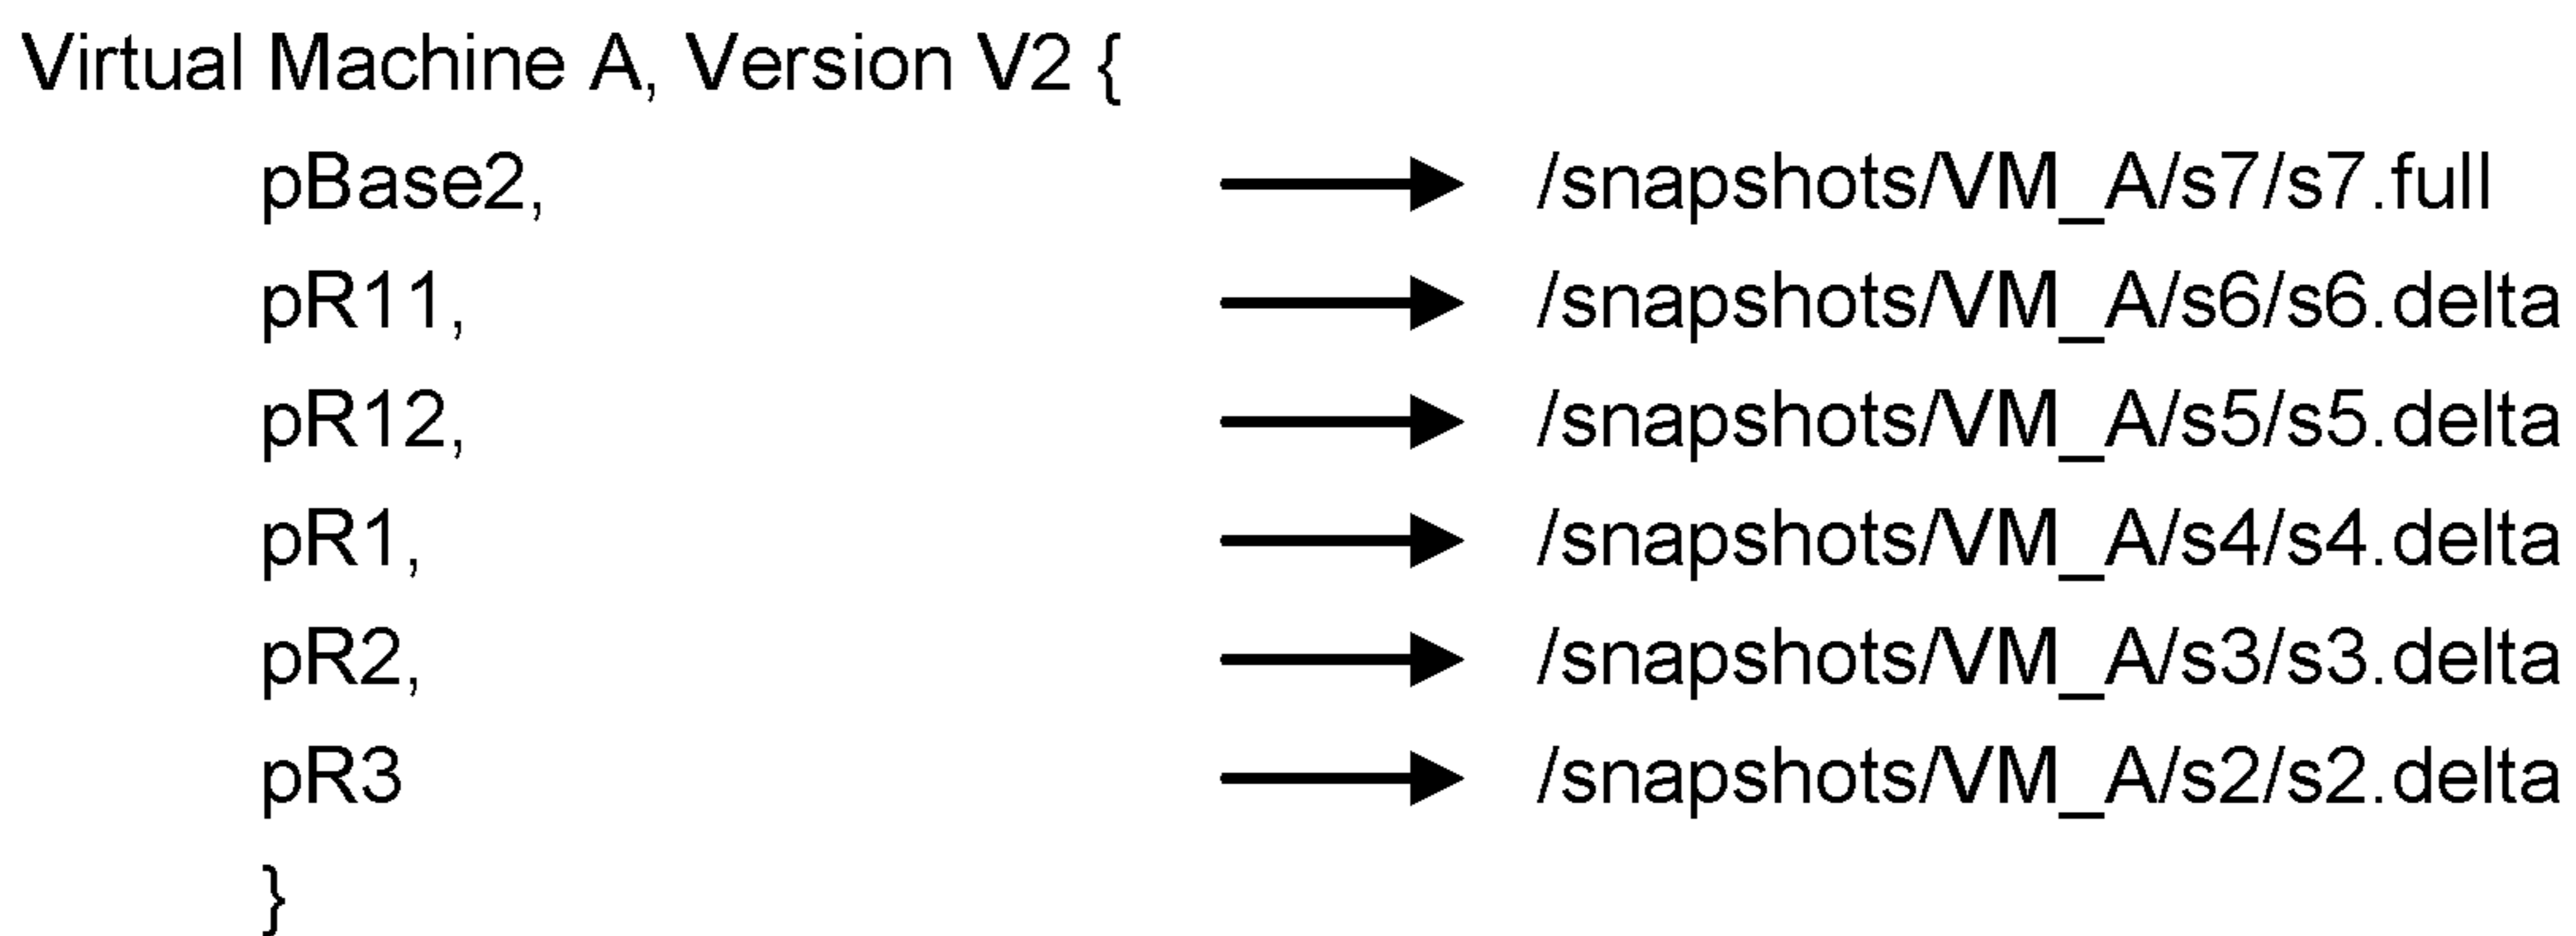 Virtual Machine A, Version V2 {
pBase2, /snapshots/VM_A/s7/s7.full
pR11, /snapshots/VM_A/s6/s6.delta
pR12, /snapshots/VM_A/s5/s5.delta
pR1, /snapshots/VM_A/s4/s4.delta
pR2, /snapshots/VM_A/s3/s3.delta
pR3 /snapshots/VM_A/s2/s2.delta
}